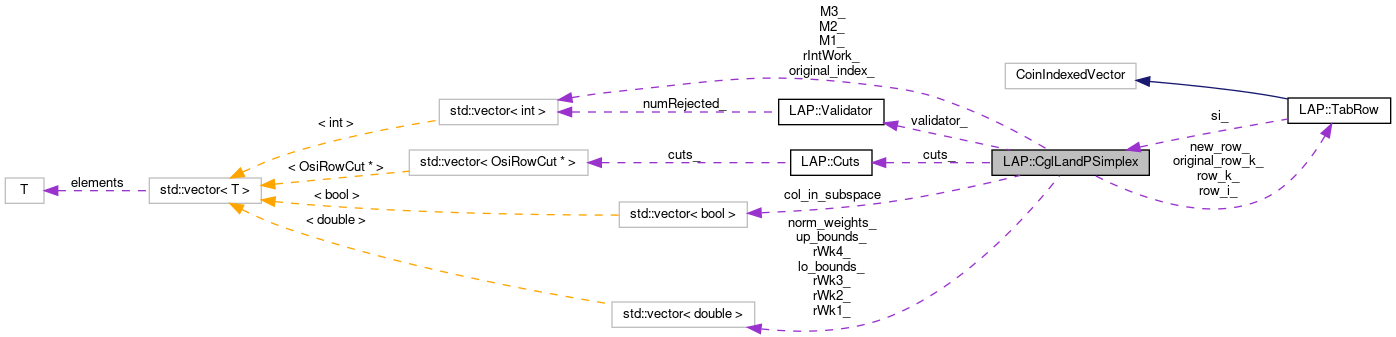 M3_
M2_
M1_
rIntWork_
original_index_
CoinIndexedVector
std::vector< int >
numRejected_
LAP::Validator
LAP::TabRow
< int >
validator_
si_
new_row_
original_row_k_
row_k_
row_i_
< OsiRowCut * >
std::vector< OsiRowCut * >
cuts_
LAP::Cuts
cuts_
LAP::CglLandPSimplex
T
elements
std::vector< T >
< bool >
std::vector< bool >
col_in_subspace
< double >
norm_weights_
up_bounds_
rWk4_
lo_bounds_
rWk3_
rWk2_
rWk1_
std::vector< double >